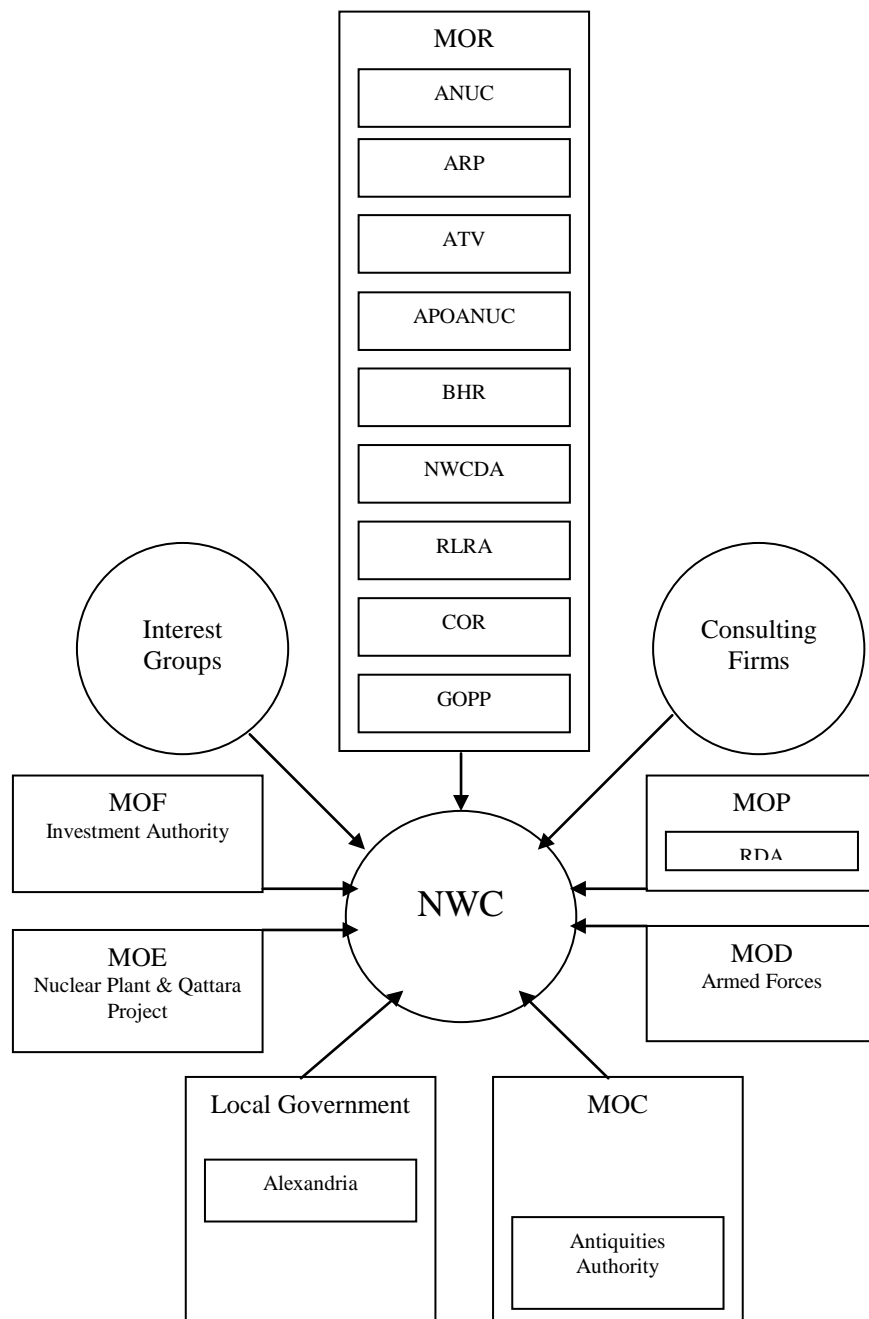 MOR
ANUC
ARP
ATV
APOANUC
BHR
NWCDA
RLRA
COR
GOPP
Interest
Groups
Consulting
Firms
MOF
Investment Authority
MOP
RDA
NWC
MOE
Nuclear Plant & Qattara
Project
MOD
Armed Forces
Local Government
Alexandria
MOC
Antiquities
Authority